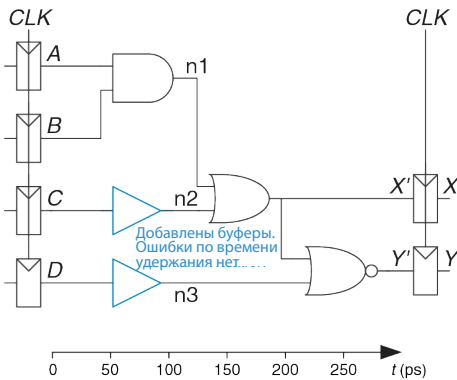 CLK CLK
A
n1
B
C n2 X' X
Добавлены буферы.
Ошибки по времени
удержания нет
D Y' Y
n3
0 50 100 150 200 250 t (ps)